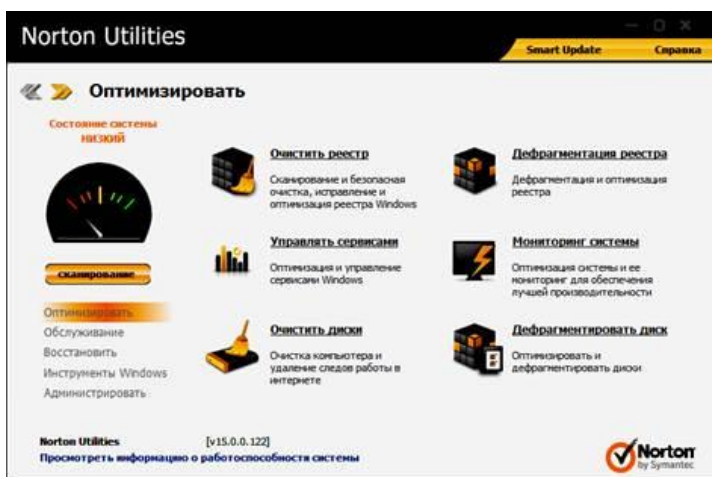 Norton Utilities
Smart Update
Справка
Оптимизировать
Состояние системы
НИЗКИЙ
сканирование
Оптимизировать
Обслуживание
Восстановить
Инструменты Windows
Администрировать
Очистить реестр
Сканирование и безопасная
очистка, исправление и
оптимизация реестра Windows
Дефрагментация реестра
Дефрагментация и оптимизация
реестра
Управлять сервисами
Оптимизация и управление
сервисами Windows
Мониторинг системы
Оптимизация системы и ее
мониторинг для обеспечения
лучшей производительности
Очистить диски
Очистка компьютера и
удаление следов работы в
интернете
Дефрагментировать диск
Оптимизировать и
дефрагментировать диски
Norton Utilities [v15.0.0.122]
Просмотреть информацию о работоспособности системы
Norton
by Symantec